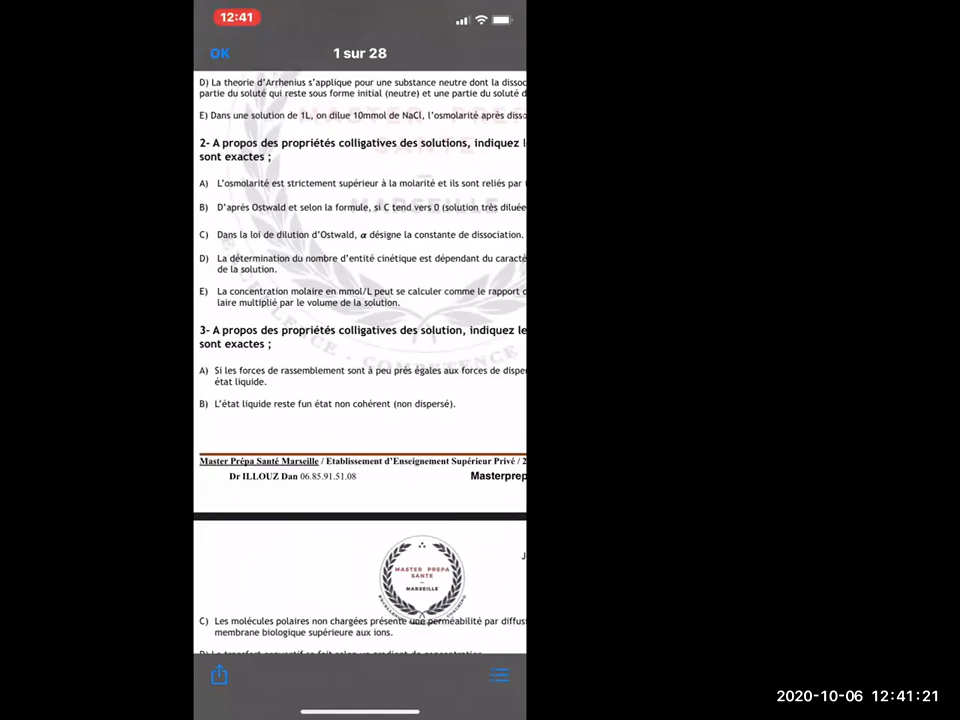 12:41
OK
1 sur 28
D) La theorie d'Arrhenius s'applique pour une substance neutre dont la dissoc
partie du soluté qui reste sous forme initial (neutre) et une partie du soluté d
E) Dans une solution de 1L, on dilue 10mmol de NaCl, l'osmolarité après disso
2- A propos des propriétés colligatives des solutions, indiquez l
sont exactes ;
A) L'osmolarité est strictement supérieur à la molarité et ils sont reliés par
B) D'après Ostwald et selon la formule, si C tend vers 0 (solution très diluée
C) Dans la loi de dilution d'Ostwald, α désigne la constante de dissociation.
D) La détermination du nombre d'entité cinétique est dépendant du caractè
de la solution.
E) La concentration molaire en mmol/L peut se calculer comme le rapport d
laire multiplié par le volume de la solution.
3- A propos des propriétés colligatives des solution, indiquez le
sont exactes ;
A) Si les forces de rassemblement sont à peu près égales aux forces de disper
état liquide.
B) L'état liquide reste fun état non cohérent (non dispersé).
Master Prépa Santé Marseille / Etablissement d'Enseignement Supérieur Privé / 2
Dr ILLOUZ Dan 06.85.91.51.08
Masterprep
MASTER PREPA
SANTE
–
MARSEILLE
C) Les molécules polaires non chargées présente une perméabilité par diffus
membrane biologique supérieure aux ions.
2020-10-06 12:41:21